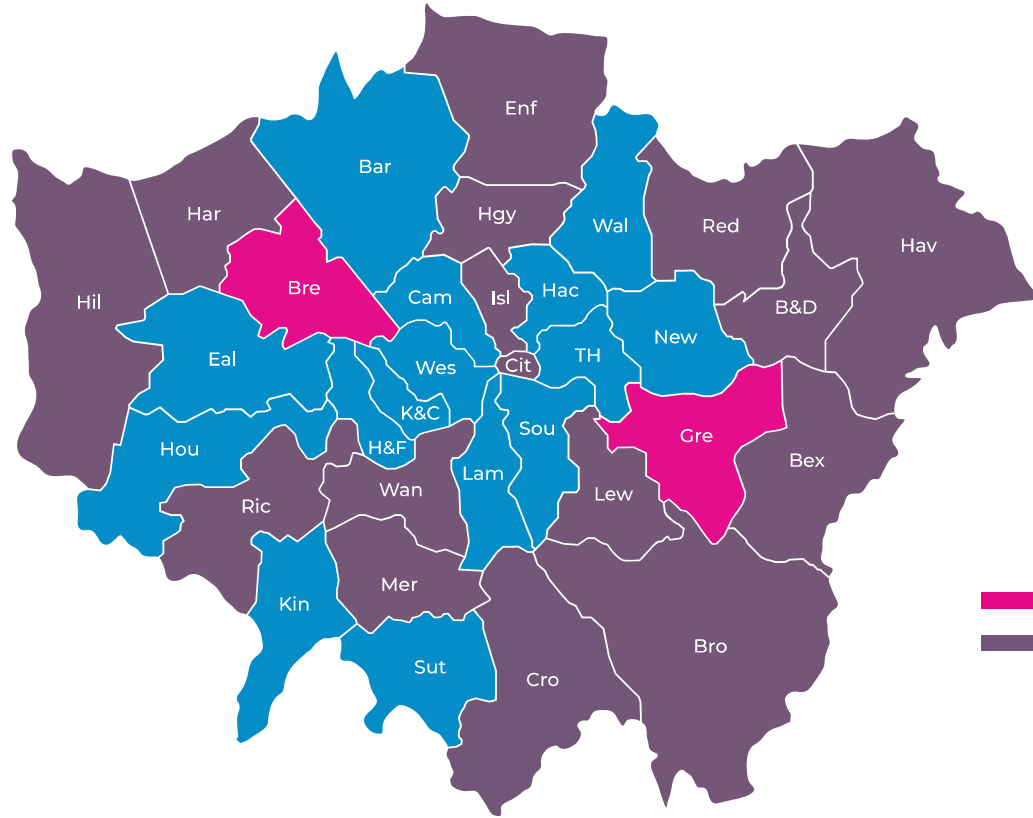 Enf
Bar
Har
Hgy
Wal
Red
Hav
Hil
Bre
Cam
Isl
Hac
B&D
Ea
New
TH
Wes
Cit
K&C
Sou
Gre
Hou
H&F
Bex
Lam
Wan
Lew
Ric
Mer
Kin
Bro
Sut
Cro